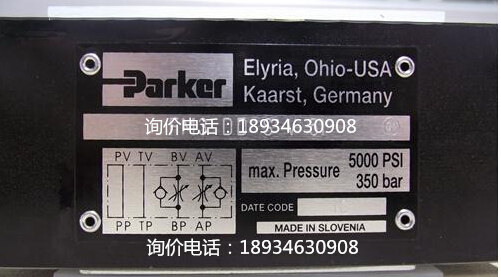 Parker
Elyria, Ohio-USA
Kaarst, Germany
询价电话：18934630908
PV TV BV AV
PP TP BP AP
max. Pressure 5000 PSI
350 bar
DATE CODE
MADE IN SLOVENIA
询价电话：18934630908